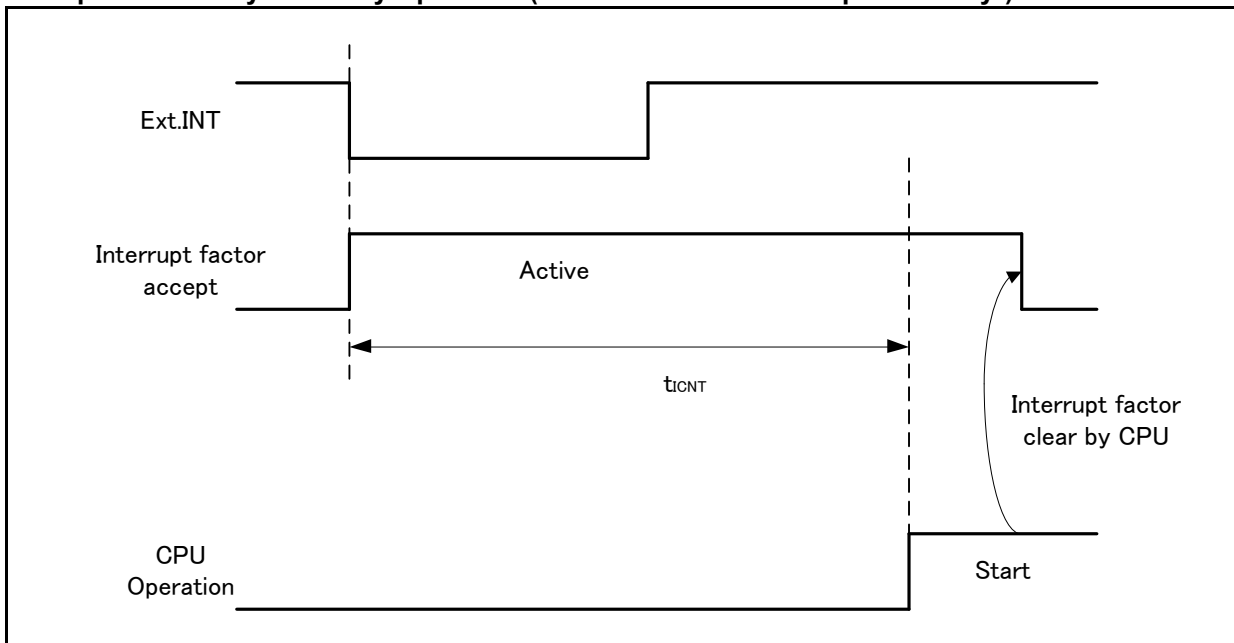 Ext.INT
Interrupt factor
accept
Active
tICNT
Interrupt factor
clear by CPU
CPU
Operation
Start